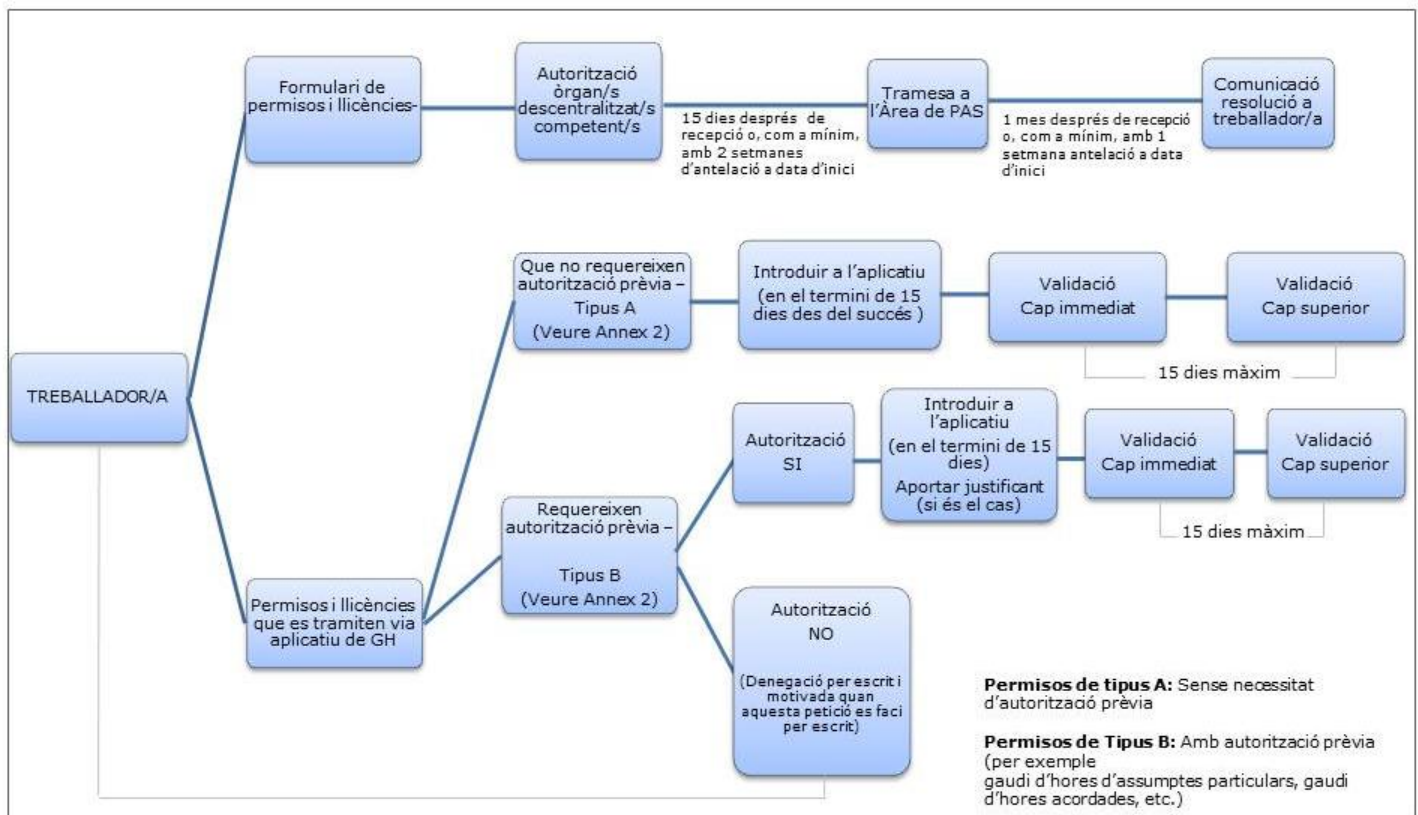 Formulari de
permisos i llicències-
Autorització
òrgan/s
descentralitzat/s
competent/s
15 dies després de
recepció o, com a mínim,
amb 2 setmanes
d'antelació a data d'inici
Tramesa a
l'Àrea de PAS
1 mes després de recepció
o, com a mínim, amb 1
setmana antelació a data
d'inici
Comunicació
resolució a
treballador/a
Que no requereixen
autorització prèvia –
Tipus A
(Veure Annex 2)
Introduir a l'aplicatiu
(en el termini de 15
dies des del succés )
Validació
Cap immediat
Validació
Cap superior
15 dies màxim
TREBALLADOR/A
Autorització
SI
Introduir a
l'aplicatiu
(en el termini de 15
dies)
Aportar justificant
(si és el cas)
Validació
Cap immediat
Validació
Cap superior
15 dies màxim
Requereixen
autorització prèvia –
Tipus B
(Veure Annex 2)
Permisos i llicències
que es tramiten via
aplicatiu de GH
Autorització
NO
(Denegació per escrit i
motivada quan
aquesta petició es faci
per escrit)
Permisos de tipus A: Sense necessitat
d'autorització prèvia
Permisos de Tipus B: Amb autorització prèvia
(per exemple
gaudi d'hores d'assumptes particulars, gaudi
d'hores acordades, etc.)